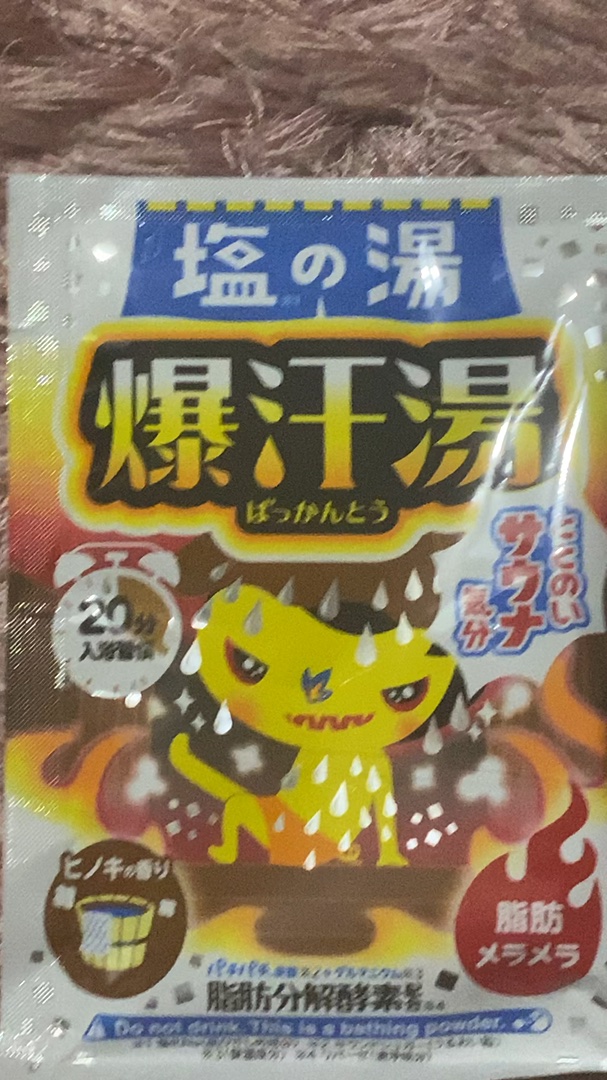 塩の湯
爆汗湯
ばっかんとう
ととのい
サウナ
気分
20分
入浴習慣
ヒノキの香り
脂肪
メラメラ
脂肪分解酵素
Do not drink. This is a bathing powder.